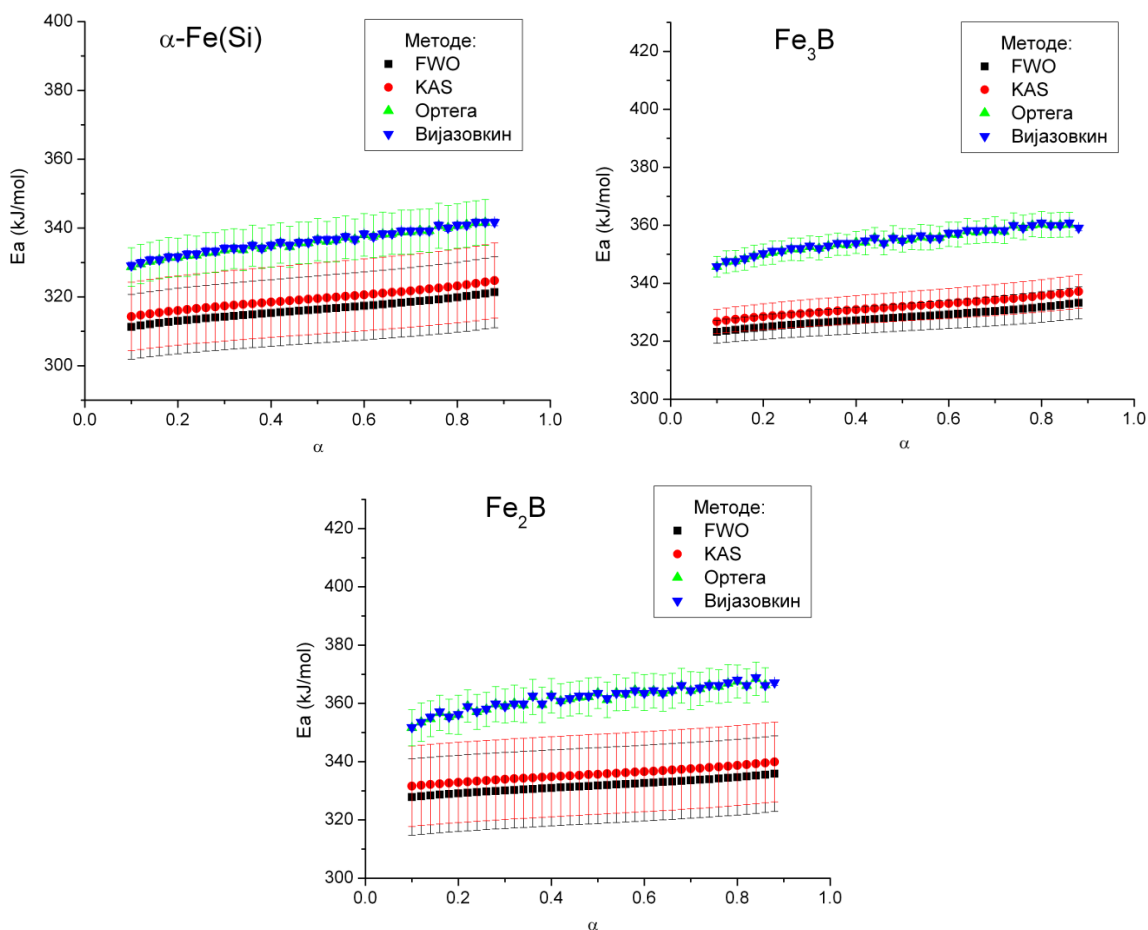 α-Fe(Si)
Методе:
FWO
KAS
Ортега
Вијазовкин
Ea (kJ/mol)
400
380
360
340
320
300
0.0 0.2 0.4 0.6 0.8 1.0
α
Fe₃B
Методе:
FWO
KAS
Ортега
Вијазовкин
Ea (kJ/mol)
420
400
380
360
340
320
300
0.0 0.2 0.4 0.6 0.8 1.0
α
Fe₂B
Методе:
FWO
KAS
Ортега
Вијазовкин
Ea (kJ/mol)
420
400
380
360
340
320
300
0.0 0.2 0.4 0.6 0.8 1.0
α